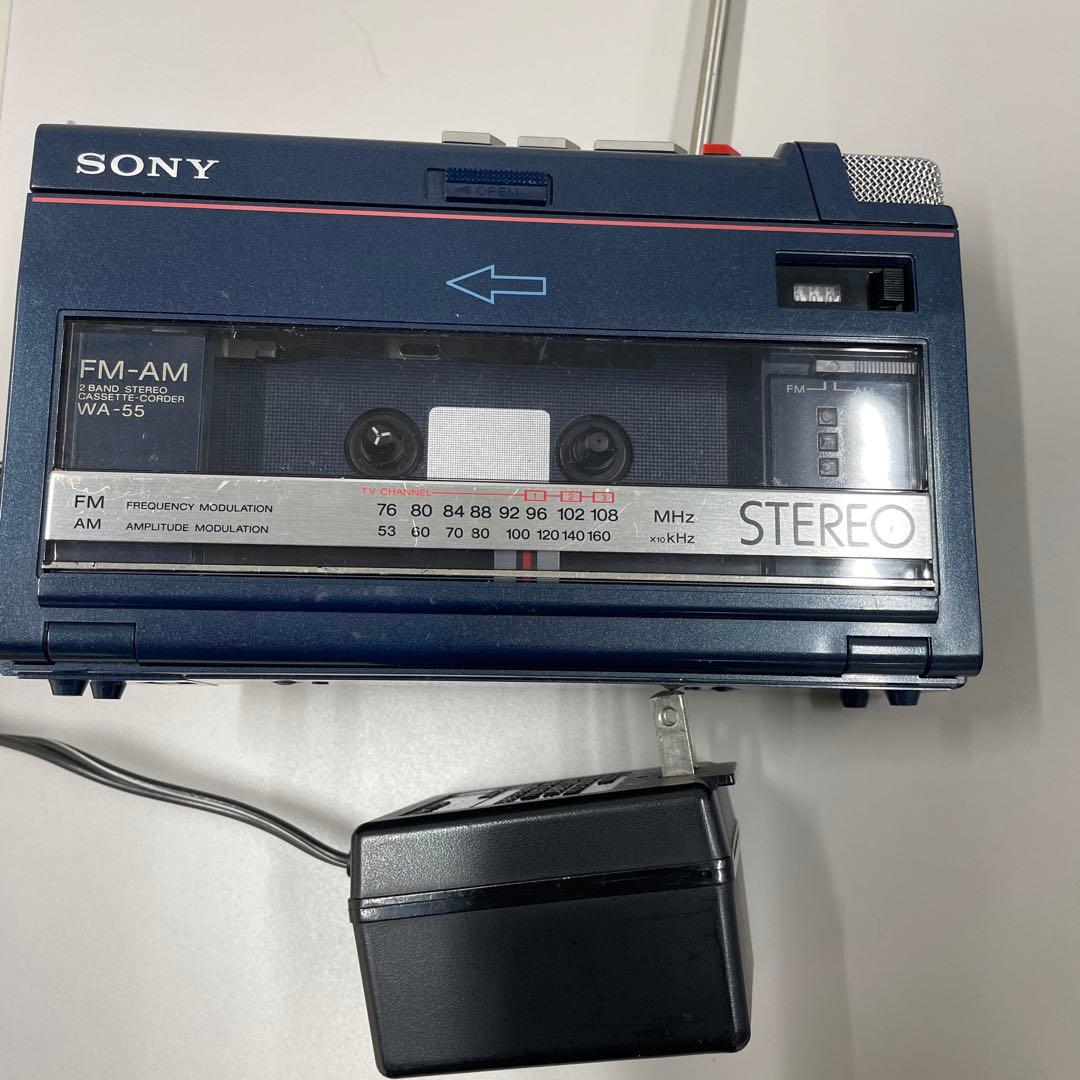 SONY
OPEN
FM-AM
2 BAND STEREO
CASSETTE-CORDER
WA-55
FM AM
TV CHANNEL 1 2 3
FM FREQUENCY MODULATION 76 80 84 88 92 96 102 108 MHz
AM AMPLITUDE MODULATION 53 60 70 80 100 120 140 160 x10 kHz
STEREO